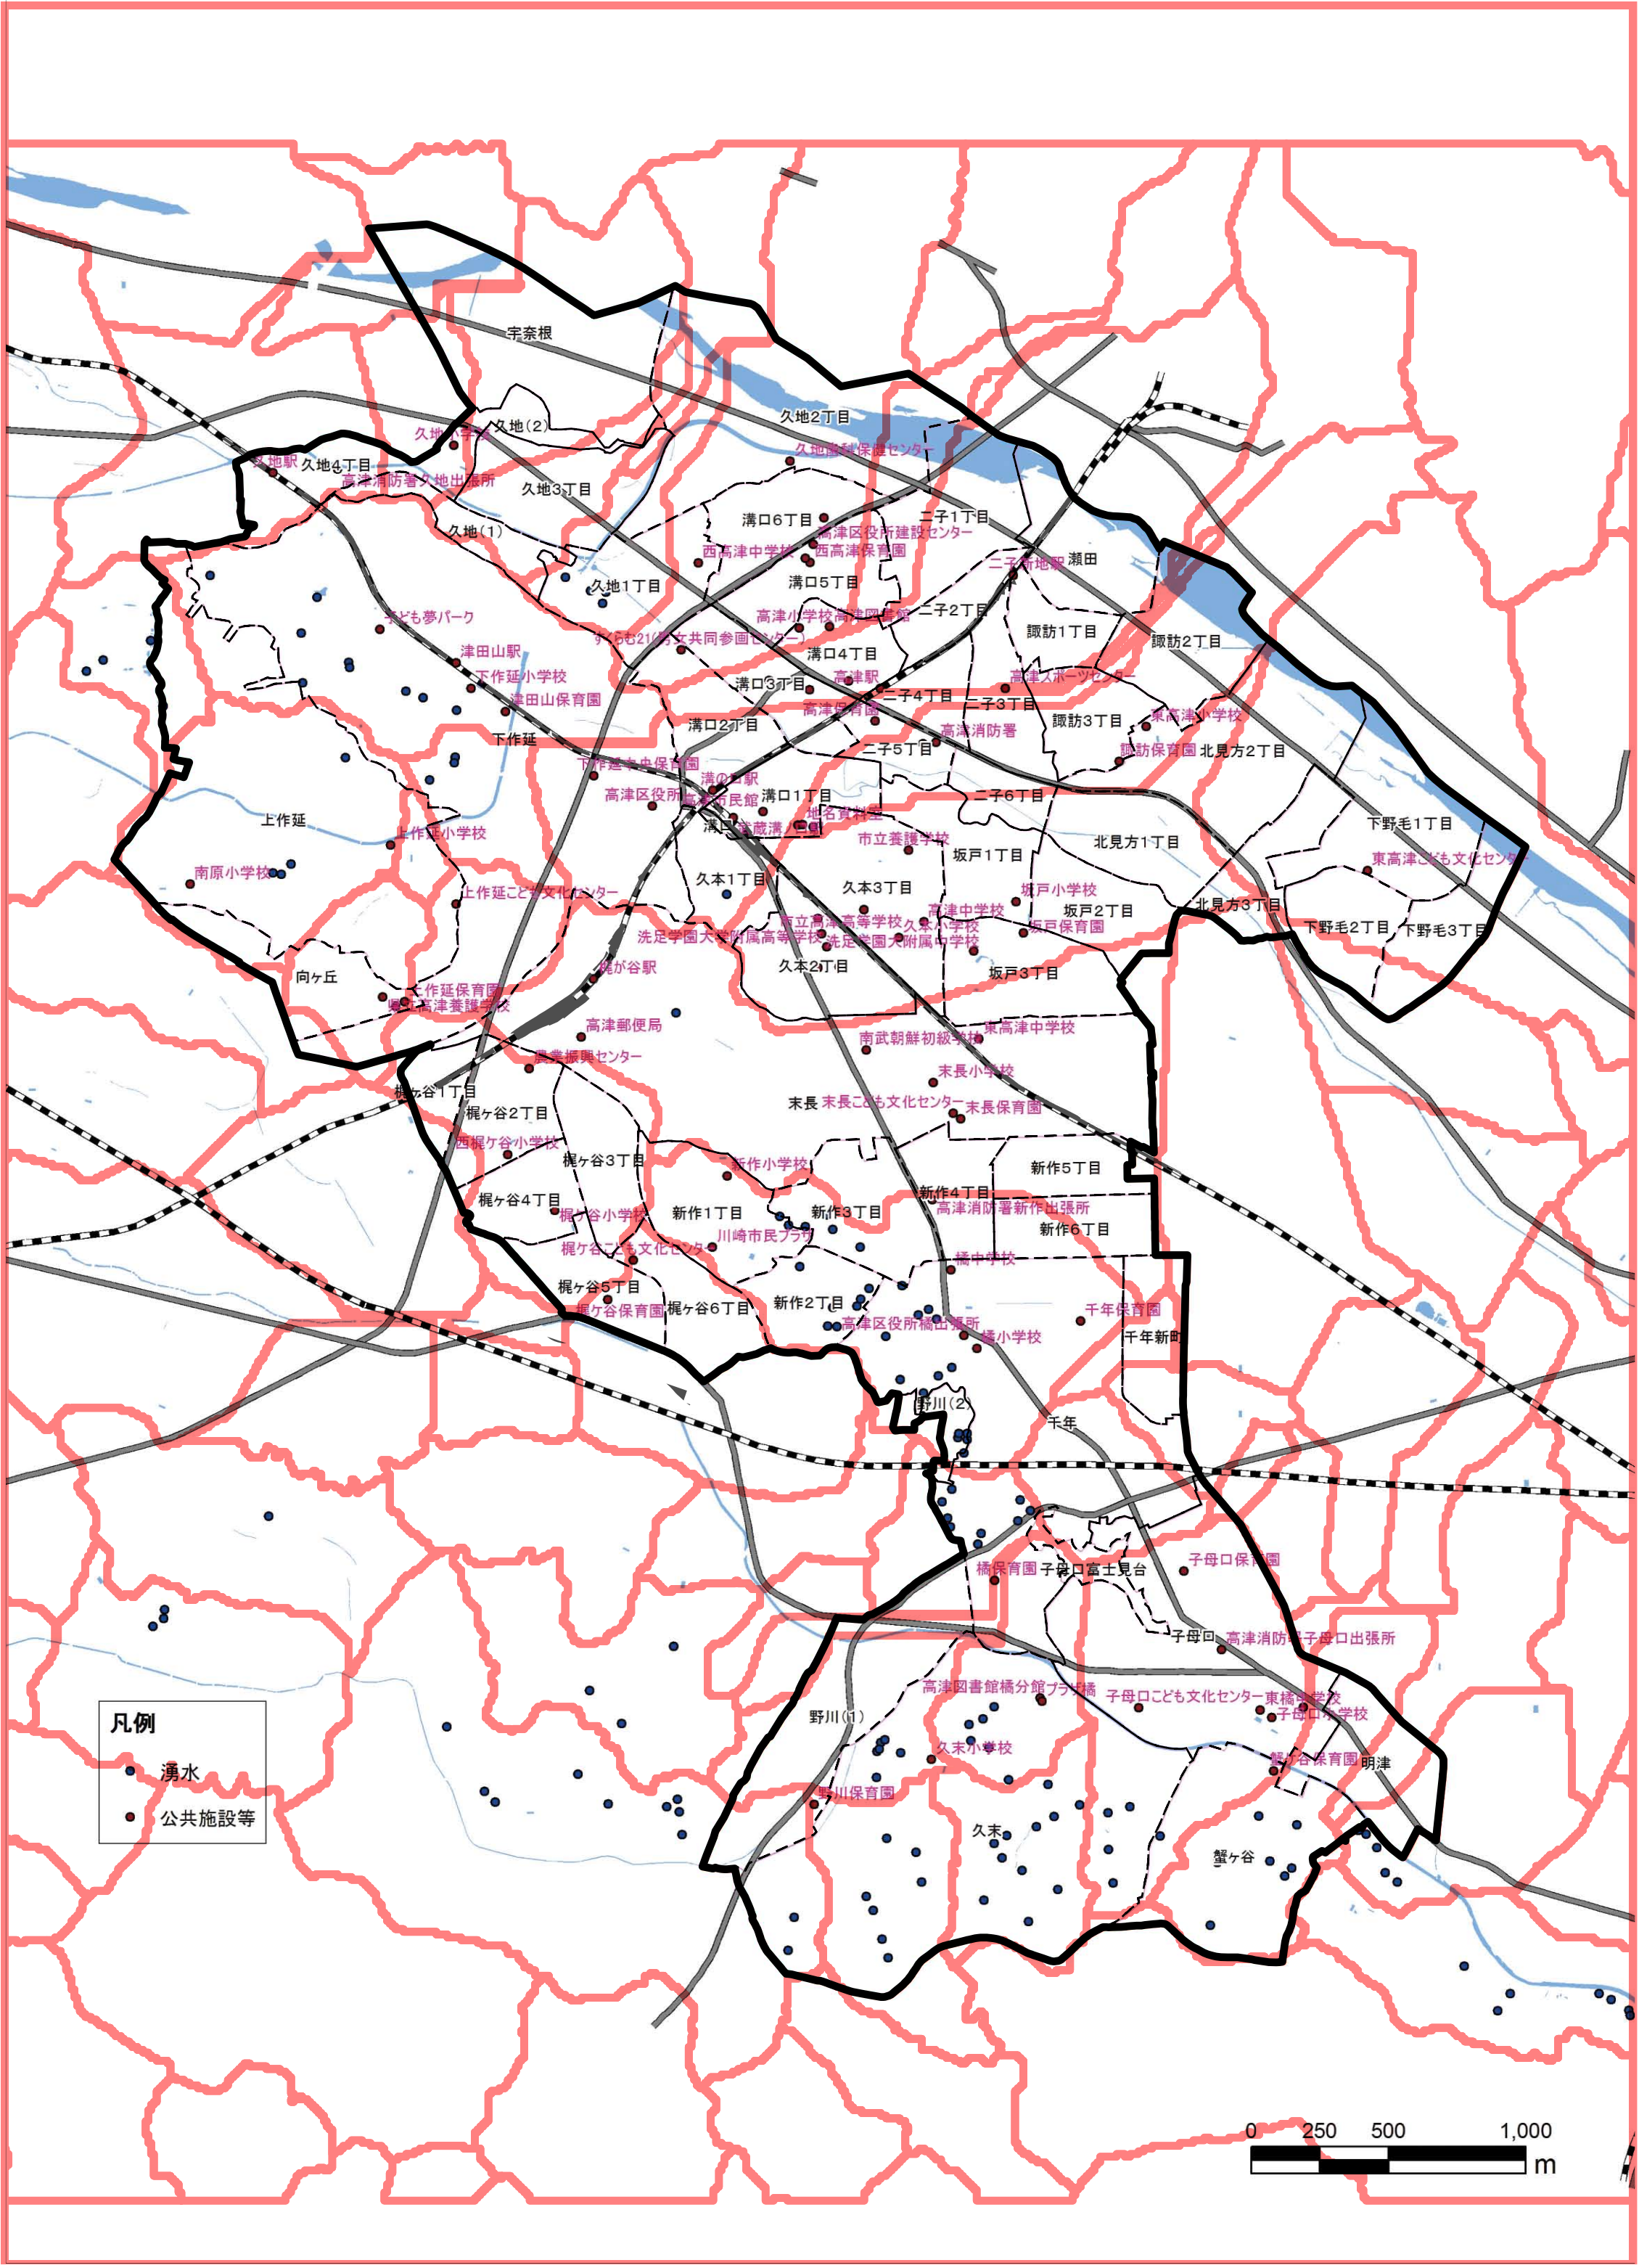 宇奈根
久地2丁目
久地(2)
久地小学校
久地歯科保健センター
久地駅
久地4丁目
高津消防署久地出張所
久地3丁目
久地(1)
溝口6丁目
二子1丁目
高津区役所建設センター
西高津中学校
西高津保育園
二子新地駅
瀬田
久地1丁目
溝口5丁目
子ども夢パーク
高津小学校
高津図書館
二子2丁目
すくらむ21(男女共同参画センター)
諏訪1丁目
諏訪2丁目
津田山駅
溝口4丁目
下作延小学校
溝口3丁目
高津駅
高津スポーツセンター
津田山保育園
二子4丁目
二子3丁目
高津保育園
溝口2丁目
諏訪3丁目
東高津小学校
下作延
二子5丁目
高津消防署
諏訪保育園
北見方2丁目
下作延中央保育園
溝の口駅
高津区役所
高津市民館
溝口1丁目
二子6丁目
地名資料室
上作延
武蔵溝ノ口駅
下野毛1丁目
上作延小学校
市立養護学校
坂戸1丁目
北見方1丁目
東高津こども文化センター
南原小学校
久本1丁目
久本3丁目
坂戸小学校
上作延こども文化センター
北見方3丁目
坂戸2丁目
市立高津高等学校
高津中学校
久本小学校
坂戸保育園
下野毛2丁目
下野毛3丁目
洗足学園大学附属高等学校
洗足学園大附属中学校
向ヶ丘
梶が谷駅
久本2丁目
坂戸3丁目
上作延保育園
県立高津養護学校
高津郵便局
南武朝鮮初級学校
東高津中学校
農業振興センター
末長小学校
梶ヶ谷1丁目
梶ヶ谷2丁目
末長
末長こども文化センター
末長保育園
西梶ケ谷小学校
梶ヶ谷3丁目
新作小学校
新作5丁目
梶ヶ谷4丁目
梶ケ谷小学校
新作1丁目
新作3丁目
新作4丁目
高津消防署新作出張所
新作6丁目
川崎市民プラザ
梶ケ谷こども文化センター
橘中学校
梶ヶ谷5丁目
梶ケ谷保育園
梶ヶ谷6丁目
新作2丁目
高津区役所橘出張所
千年保育園
橘小学校
千年新町
野川(2)
千年
橘保育園
子母口富士見台
子母口保育園
子母口
高津消防署子母口出張所
高津図書館橘分館
プラザ橘
子母口こども文化センター
東橘中学校
子母口小学校
野川(1)
久末小学校
蟹ケ谷保育園
明津
野川保育園
久末
蟹ヶ谷
凡例
湧水
公共施設等
0 250 500 1,000
m